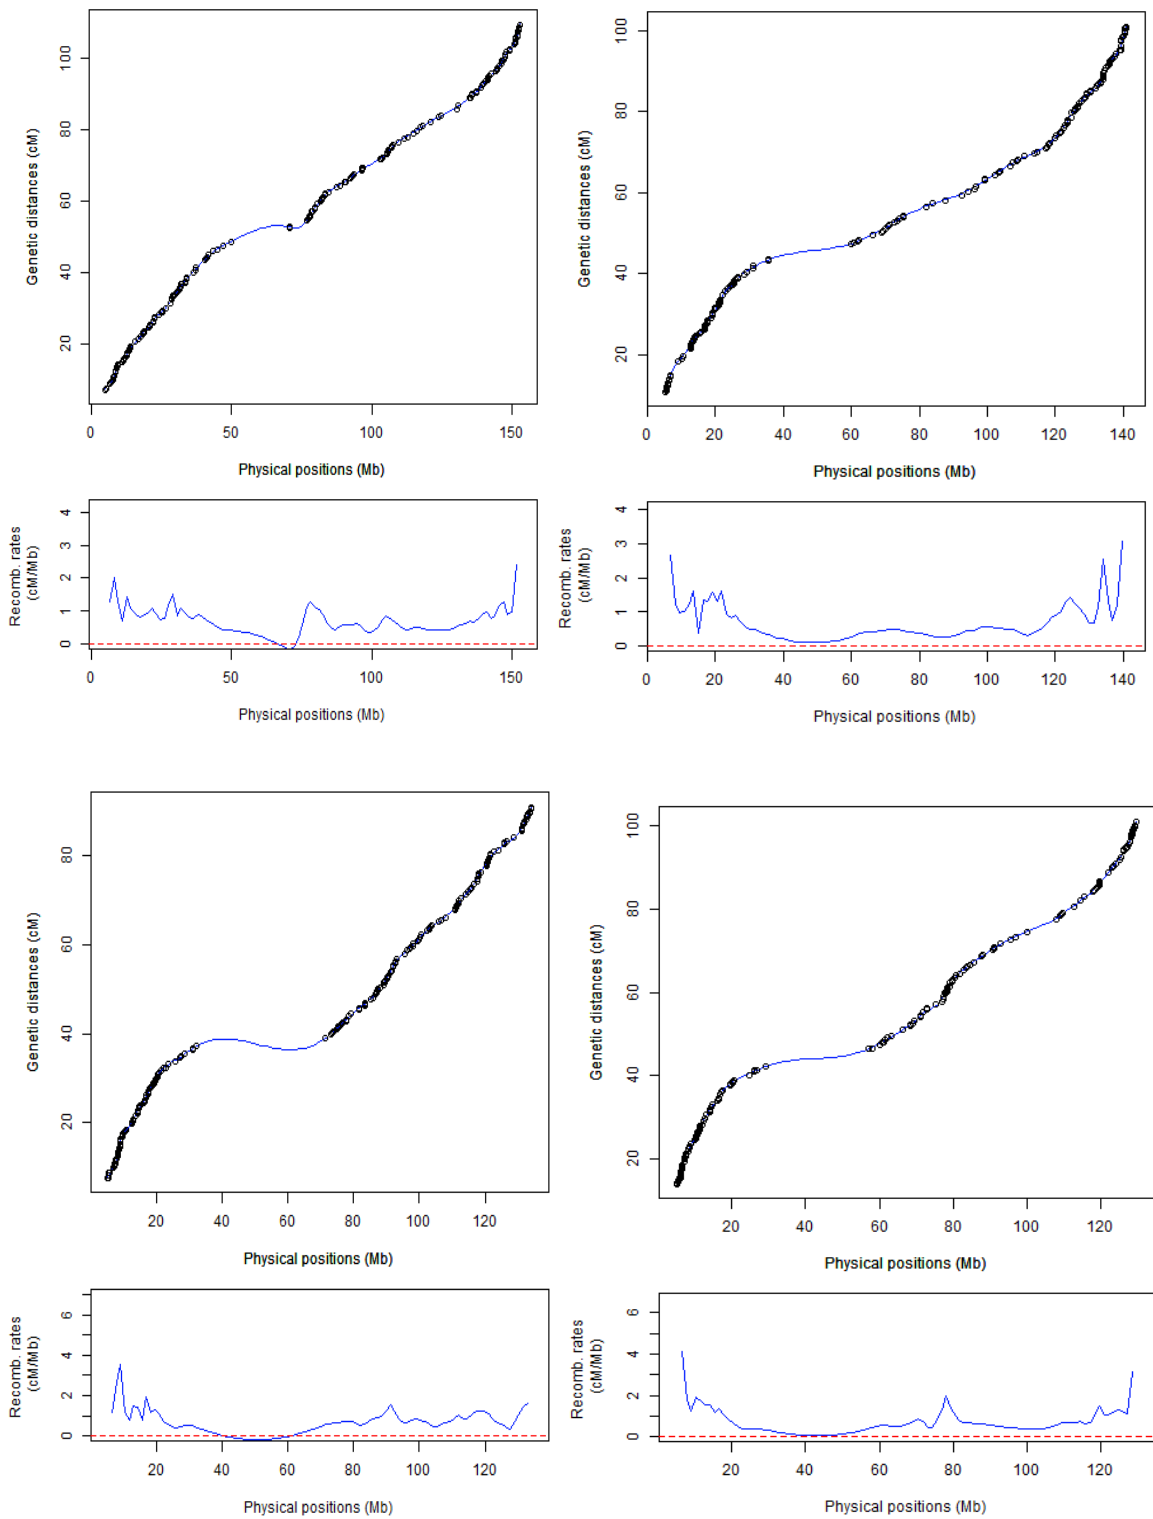 Genetic distances (cM)
20 40 60 80 100
0 50 100 150
Physical positions (Mb)
Recomb. rates
(cM/Mb)
0 1 2 3 4
0 50 100 150
Physical positions (Mb)
Genetic distances (cM)
20 40 60 80 100
0 20 40 60 80 100 120 140
Physical positions (Mb)
Recomb. rates
(cM/Mb)
0 1 2 3 4
0 20 40 60 80 100 120 140
Physical positions (Mb)
Genetic distances (cM)
20 40 60 80
20 40 60 80 100 120
Physical positions (Mb)
Recomb. rates
(cM/Mb)
0 2 4 6
20 40 60 80 100 120
Physical positions (Mb)
Genetic distances (cM)
20 40 60 80 100
20 40 60 80 100 120
Physical positions (Mb)
Recomb. rates
(cM/Mb)
0 2 4 6
20 40 60 80 100 120
Physical positions (Mb)